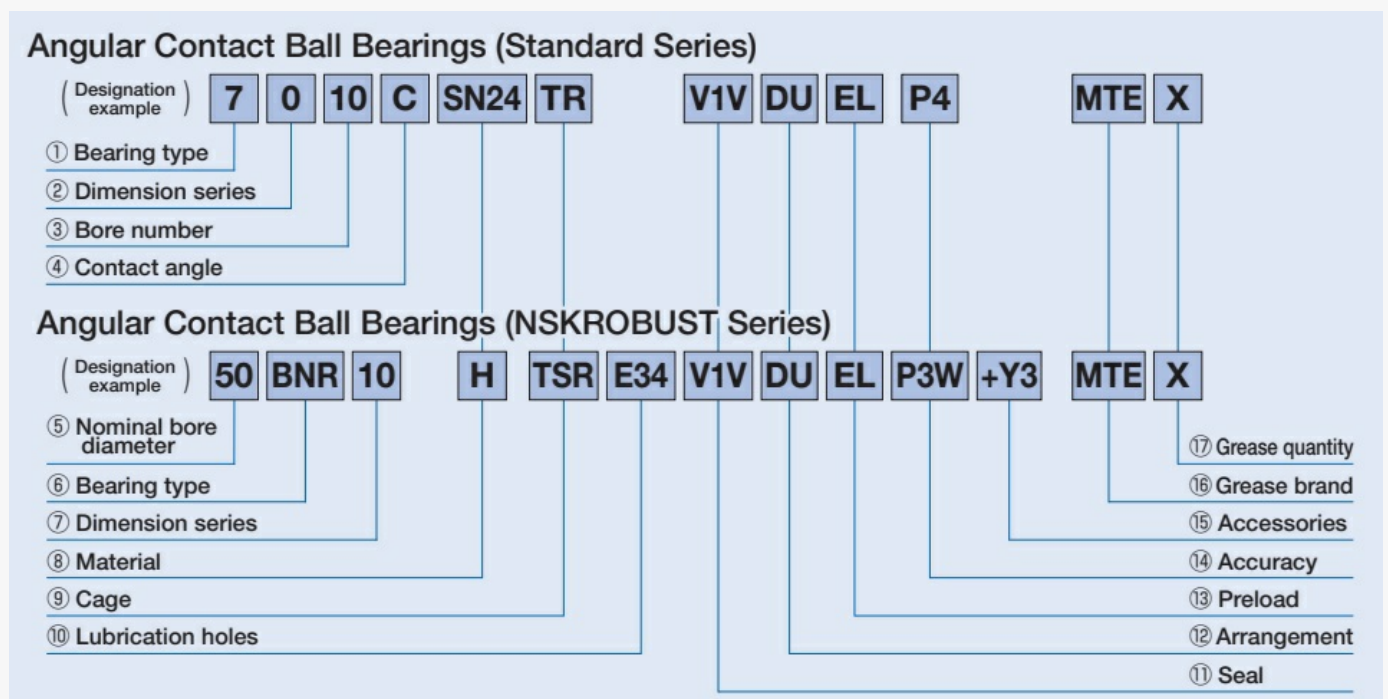 Angular Contact Ball Bearings (Standard Series)
(Designation example) 7 0 10 C SN24 TR V1V DU EL P4 MTE X
① Bearing type
② Dimension series
③ Bore number
④ Contact angle
Angular Contact Ball Bearings (NSKROBUST Series)
(Designation example) 50 BNR 10 H TSR E34 V1V DU EL P3W +Y3 MTE X
⑤ Nominal bore
diameter
⑥ Bearing type
⑦ Dimension series
⑧ Material
⑨ Cage
⑩ Lubrication holes
⑰ Grease quantity
⑯ Grease brand
⑮ Accessories
⑭ Accuracy
⑬ Preload
⑫ Arrangement
⑪ Seal